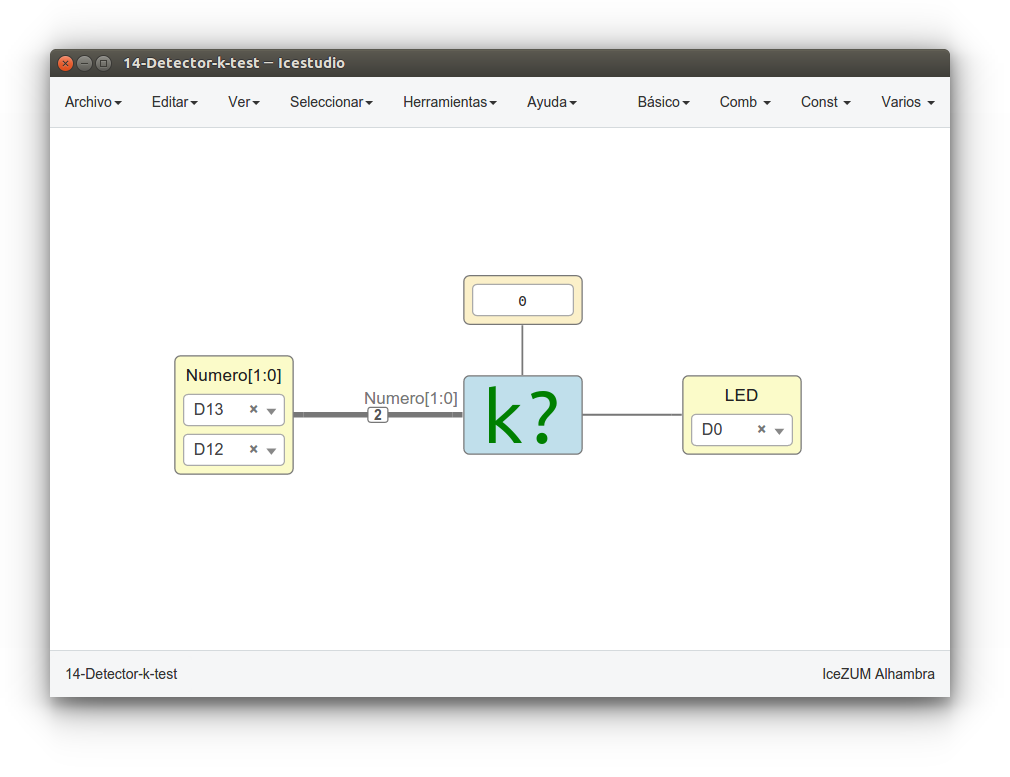 14-Detector-k-test — Icestudio
Archivo Editar Ver Seleccionar Herramientas Ayuda Básico Comb Const Varios
0
Numero[1:0]
D13
D12
Numero[1:0]
2
k?
LED
D0
14-Detector-k-test
IceZUM Alhambra